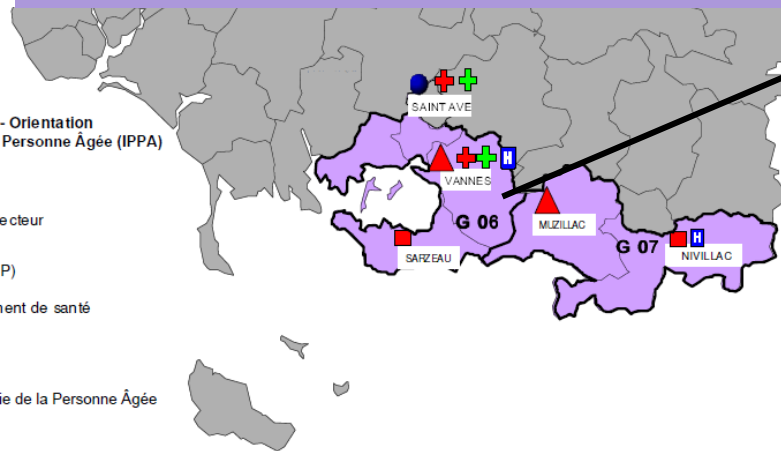 - Orientation
Personne Âgée (IPPA)
ecteur
P)
ent de santé
ie de la Personne Âgée
SAINT AVE
VANNES
H
G 06
MUZILLAC
SARZEAU
G 07
H
NIVILLAC